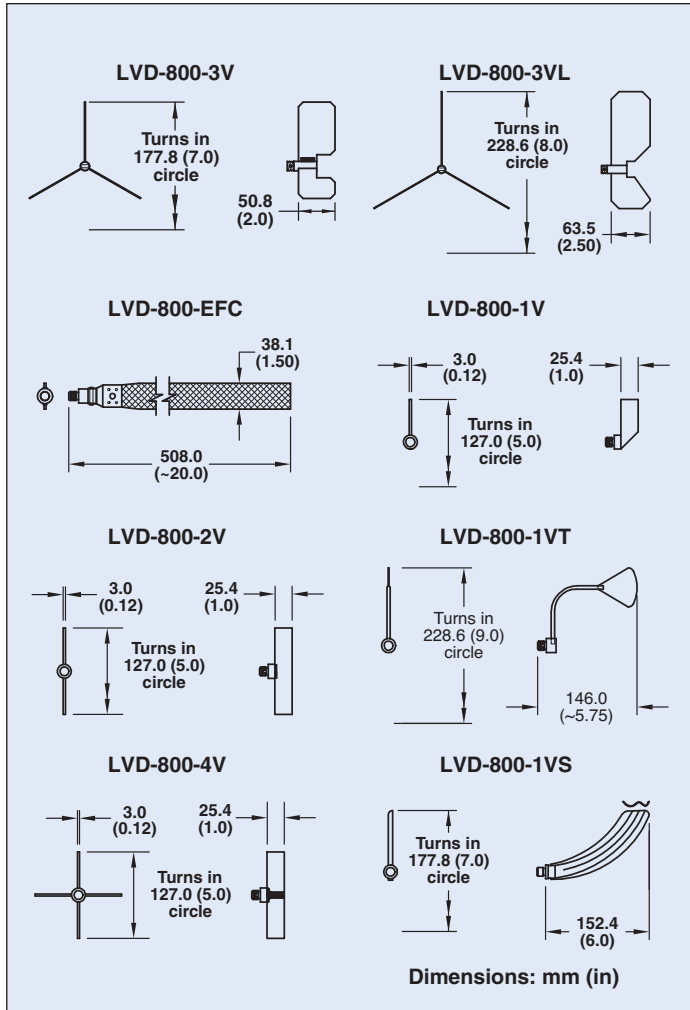 LVD-800-3V
Turns in
177.8 (7.0)
circle
50.8
(2.0)
LVD-800-3VL
Turns in
228.6 (8.0)
circle
63.5
(2.50)
LVD-800-EFC
38.1
(1.50)
508.0
(~20.0)
LVD-800-1V
3.0
(0.12)
25.4
(1.0)
Turns in
127.0 (5.0)
circle
LVD-800-2V
3.0
(0.12)
25.4
(1.0)
Turns in
127.0 (5.0)
circle
LVD-800-1VT
Turns in
228.6 (9.0)
circle
146.0
(~5.75)
LVD-800-4V
3.0
(0.12)
25.4
(1.0)
Turns in
127.0 (5.0)
circle
LVD-800-1VS
Turns in
177.8 (7.0)
circle
152.4
(6.0)
Dimensions: mm (in)